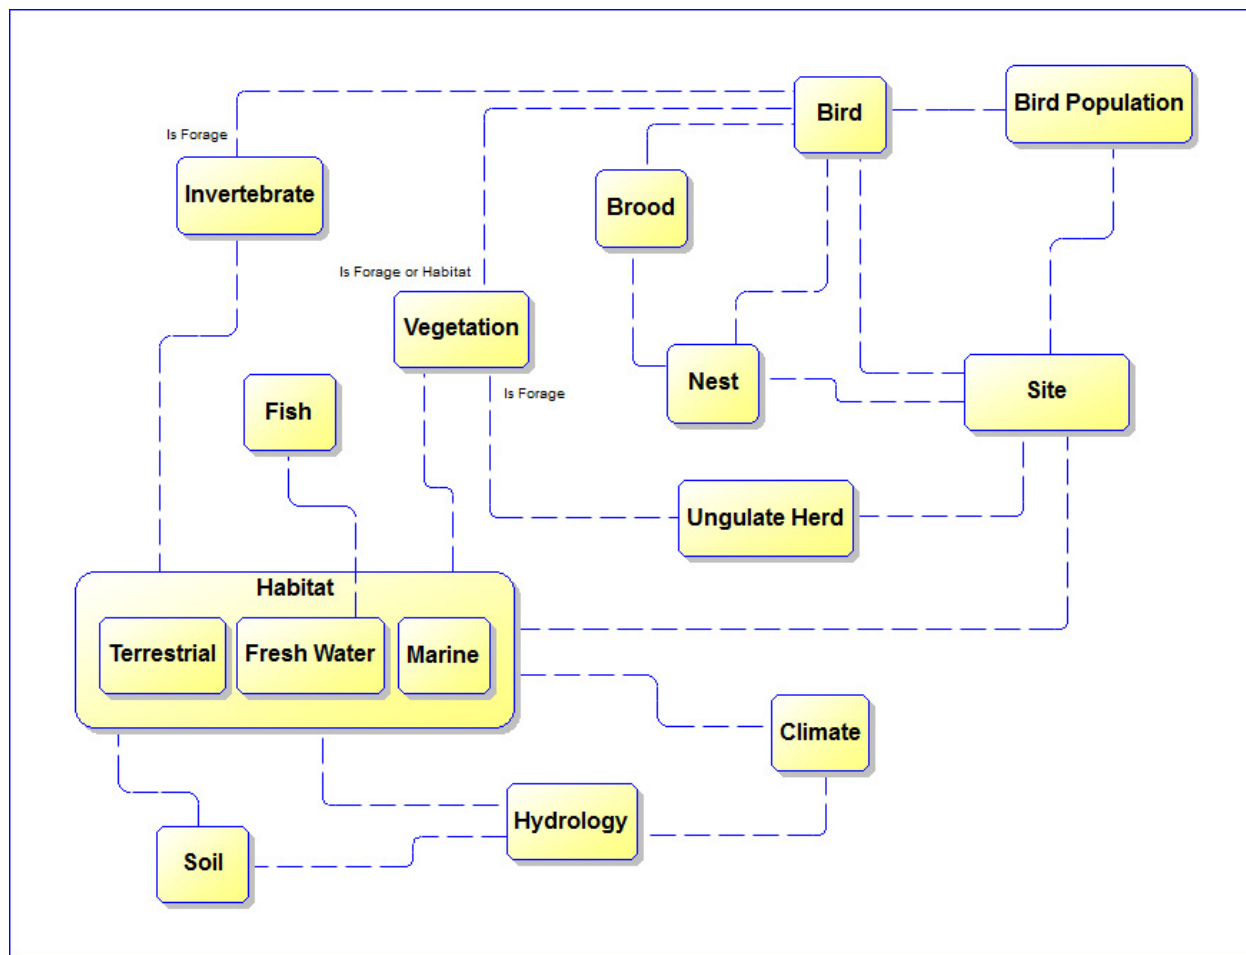 Bird
Bird Population
Is Forage
Invertebrate
Brood
Is Forage or Habitat
Vegetation
Nest
Site
Is Forage
Fish
Ungulate Herd
Habitat
Terrestrial
Fresh Water
Marine
Climate
Hydrology
Soil